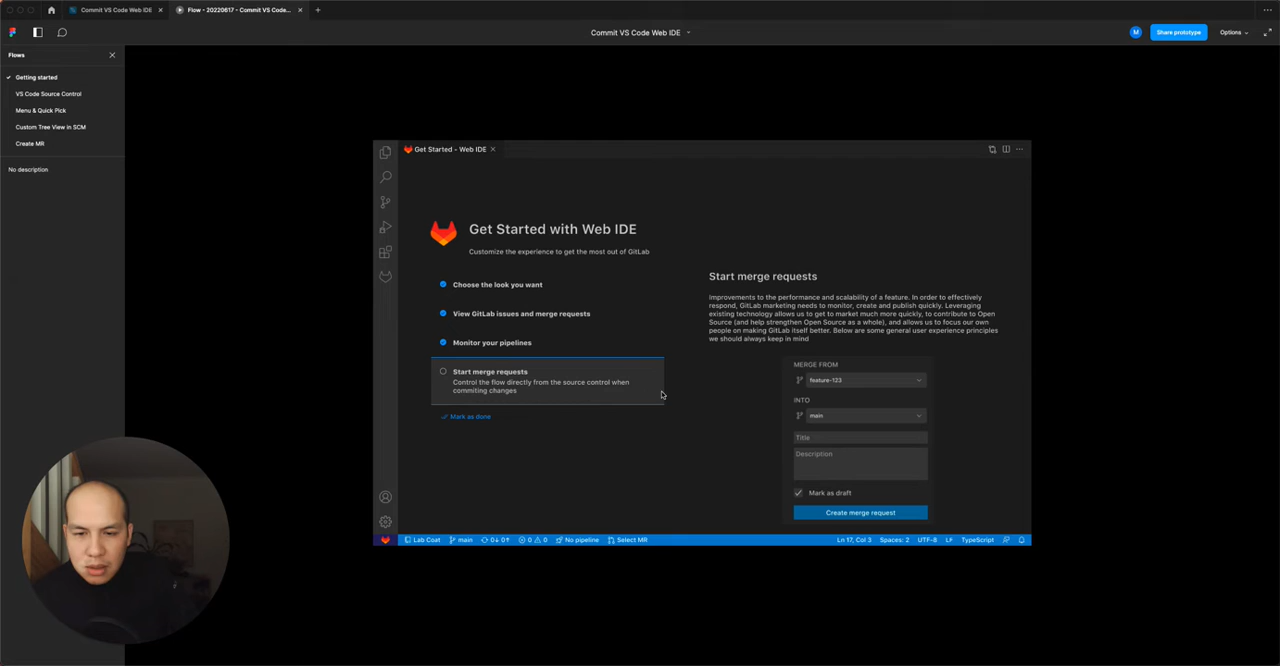 Commit VS Code Web IDE
Flow - 20220617 - Commit VS Code...
Commit VS Code Web IDE
M
Share prototype
Options
Flows
Getting started
VS Code Source Control
Menu & Quick Pick
Custom Tree View in SCM
Create MR
No description
Get Started - Web IDE
Get Started with Web IDE
Customize the experience to get the most out of GitLab
Choose the look you want
View GitLab issues and merge requests
Monitor your pipelines
Start merge requests
Control the flow directly from the source control when
commiting changes
Mark as done
Start merge requests
Improvements to the performance and scalability of a feature. In order to effectively
respond, GitLab marketing needs to monitor, create and publish quickly. Leveraging
existing technology allows us to get to market much more quickly, to contribute to Open
Source (and help strengthen Open Source as a whole), and allows us to focus our own
people on making GitLab itself better. Below are some general user experience principles
we should always keep in mind
MERGE FROM
feature-123
INTO
main
Title
Description
Mark as draft
Create merge request
Lab Coat main 0↓ 0↑ 0 0 No pipeline Select MR Ln 17, Col 3 Spaces: 2 UTF-8 LF TypeScript